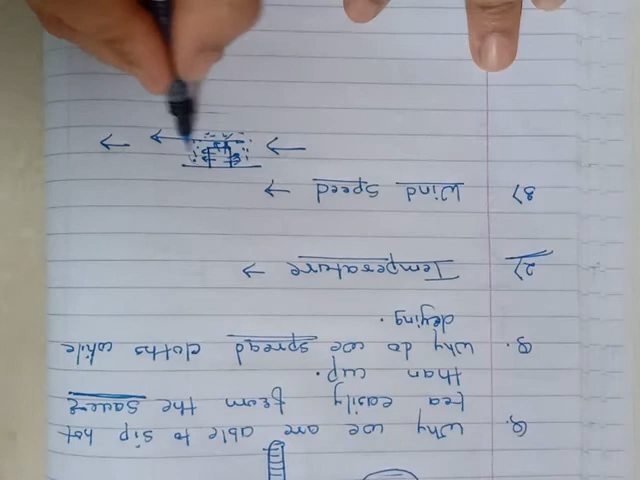 Q. Why we are able to sip hot
tea easily from the saucer
than cup.
Q. Why do we spread cloths while
drying.
2) Temperature →
3) Wind Speed →